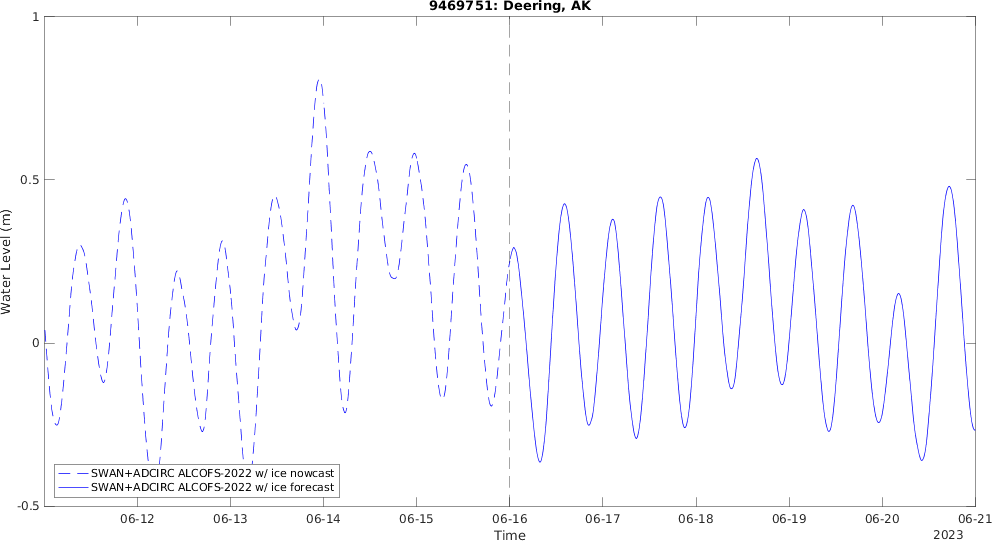 9469751: Deering, AK
1
0.5
0
-0.5
Water Level (m)
SWAN+ADCIRC ALCOFS-2022 w/ ice nowcast
SWAN+ADCIRC ALCOFS-2022 w/ ice forecast
06-12 06-13 06-14 06-15 06-16 06-17 06-18 06-19 06-20 06-21
Time
2023